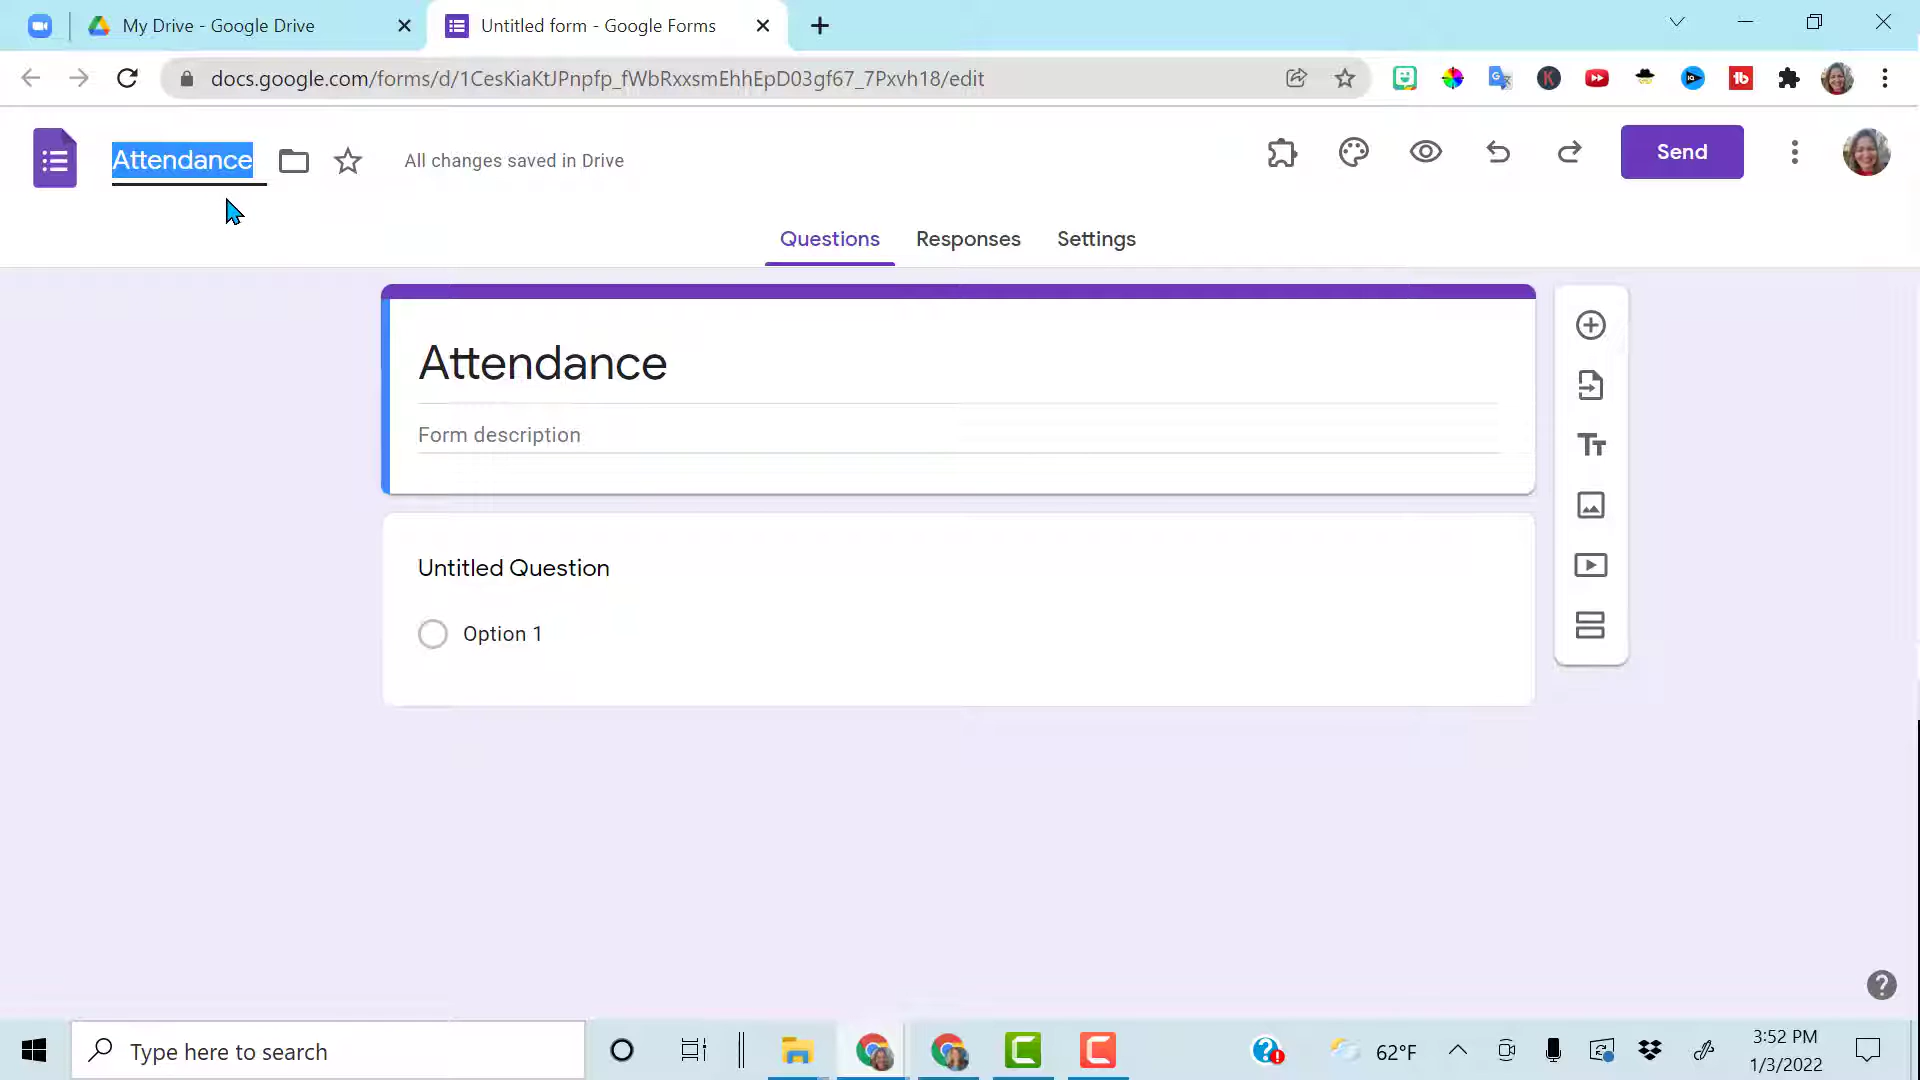 My Drive - Google Drive
Untitled form - Google Forms
docs.google.com/forms/d/1CesKiaKtJPnpfp_fWbRxxsmEhhEpD03gf67_7Pxvh18/edit
Attendance
All changes saved in Drive
Send
Questions
Responses
Settings
Attendance
Form description
Untitled Question
Option 1
Type here to search
62°F
3:52 PM
1/3/2022